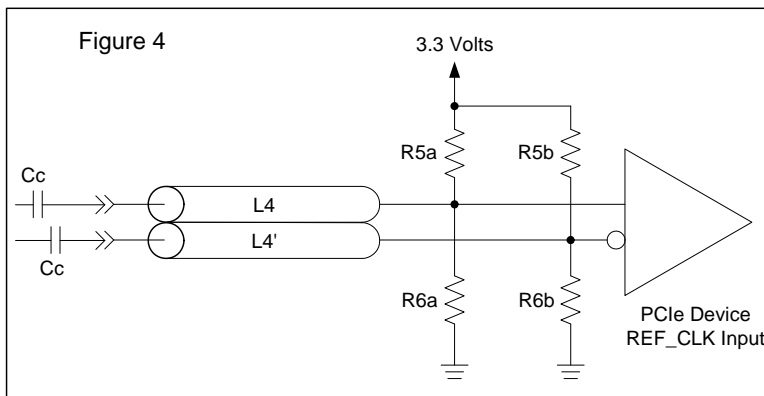 Figure 4
3.3 Volts
R5a
R5b
Cc
L4
L4'
Cc
R6a
R6b
PCIe Device
REF_CLK Input